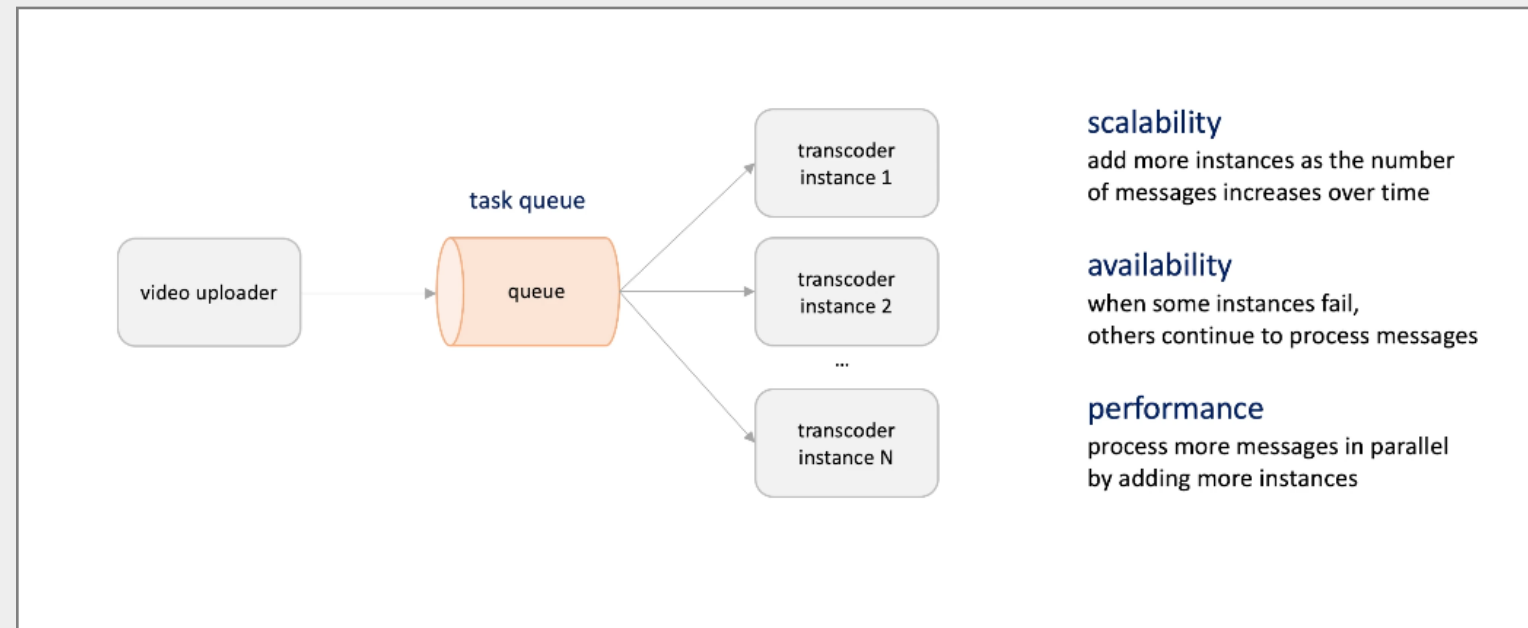 task queue
video uploader
queue
transcoder
instance 1
transcoder
instance 2
...
transcoder
instance N
scalability
add more instances as the number
of messages increases over time
availability
when some instances fail,
others continue to process messages
performance
process more messages in parallel
by adding more instances